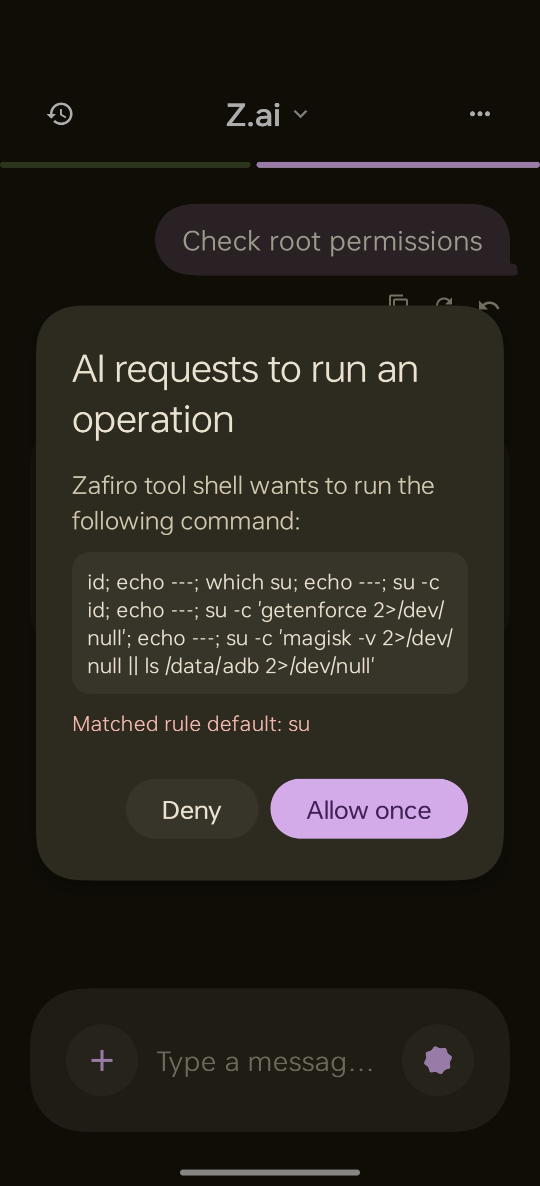 Z.ai
Check root permissions
AI requests to run an
operation
Zafiro tool shell wants to run the
following command:
id; echo ---; which su; echo ---; su -c
id; echo ---; su -c 'getenforce 2>/dev/
null'; echo ---; su -c 'magisk -v 2>/dev/
null || ls /data/adb 2>/dev/null'
Matched rule default: su
Deny
Allow once
Type a messag...